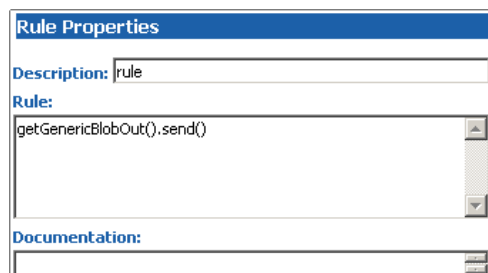 Rule Properties
Description: rule
Rule:
getGenericBlobOut().send()
Documentation: